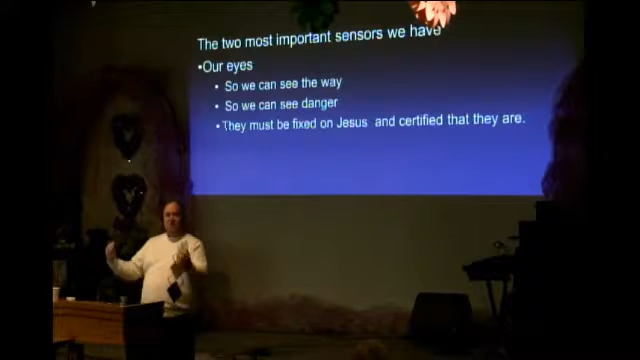 The two most important sensors we have
•Our eyes
• So we can see the way
• So we can see danger
• They must be fixed on Jesus and certified that they are.